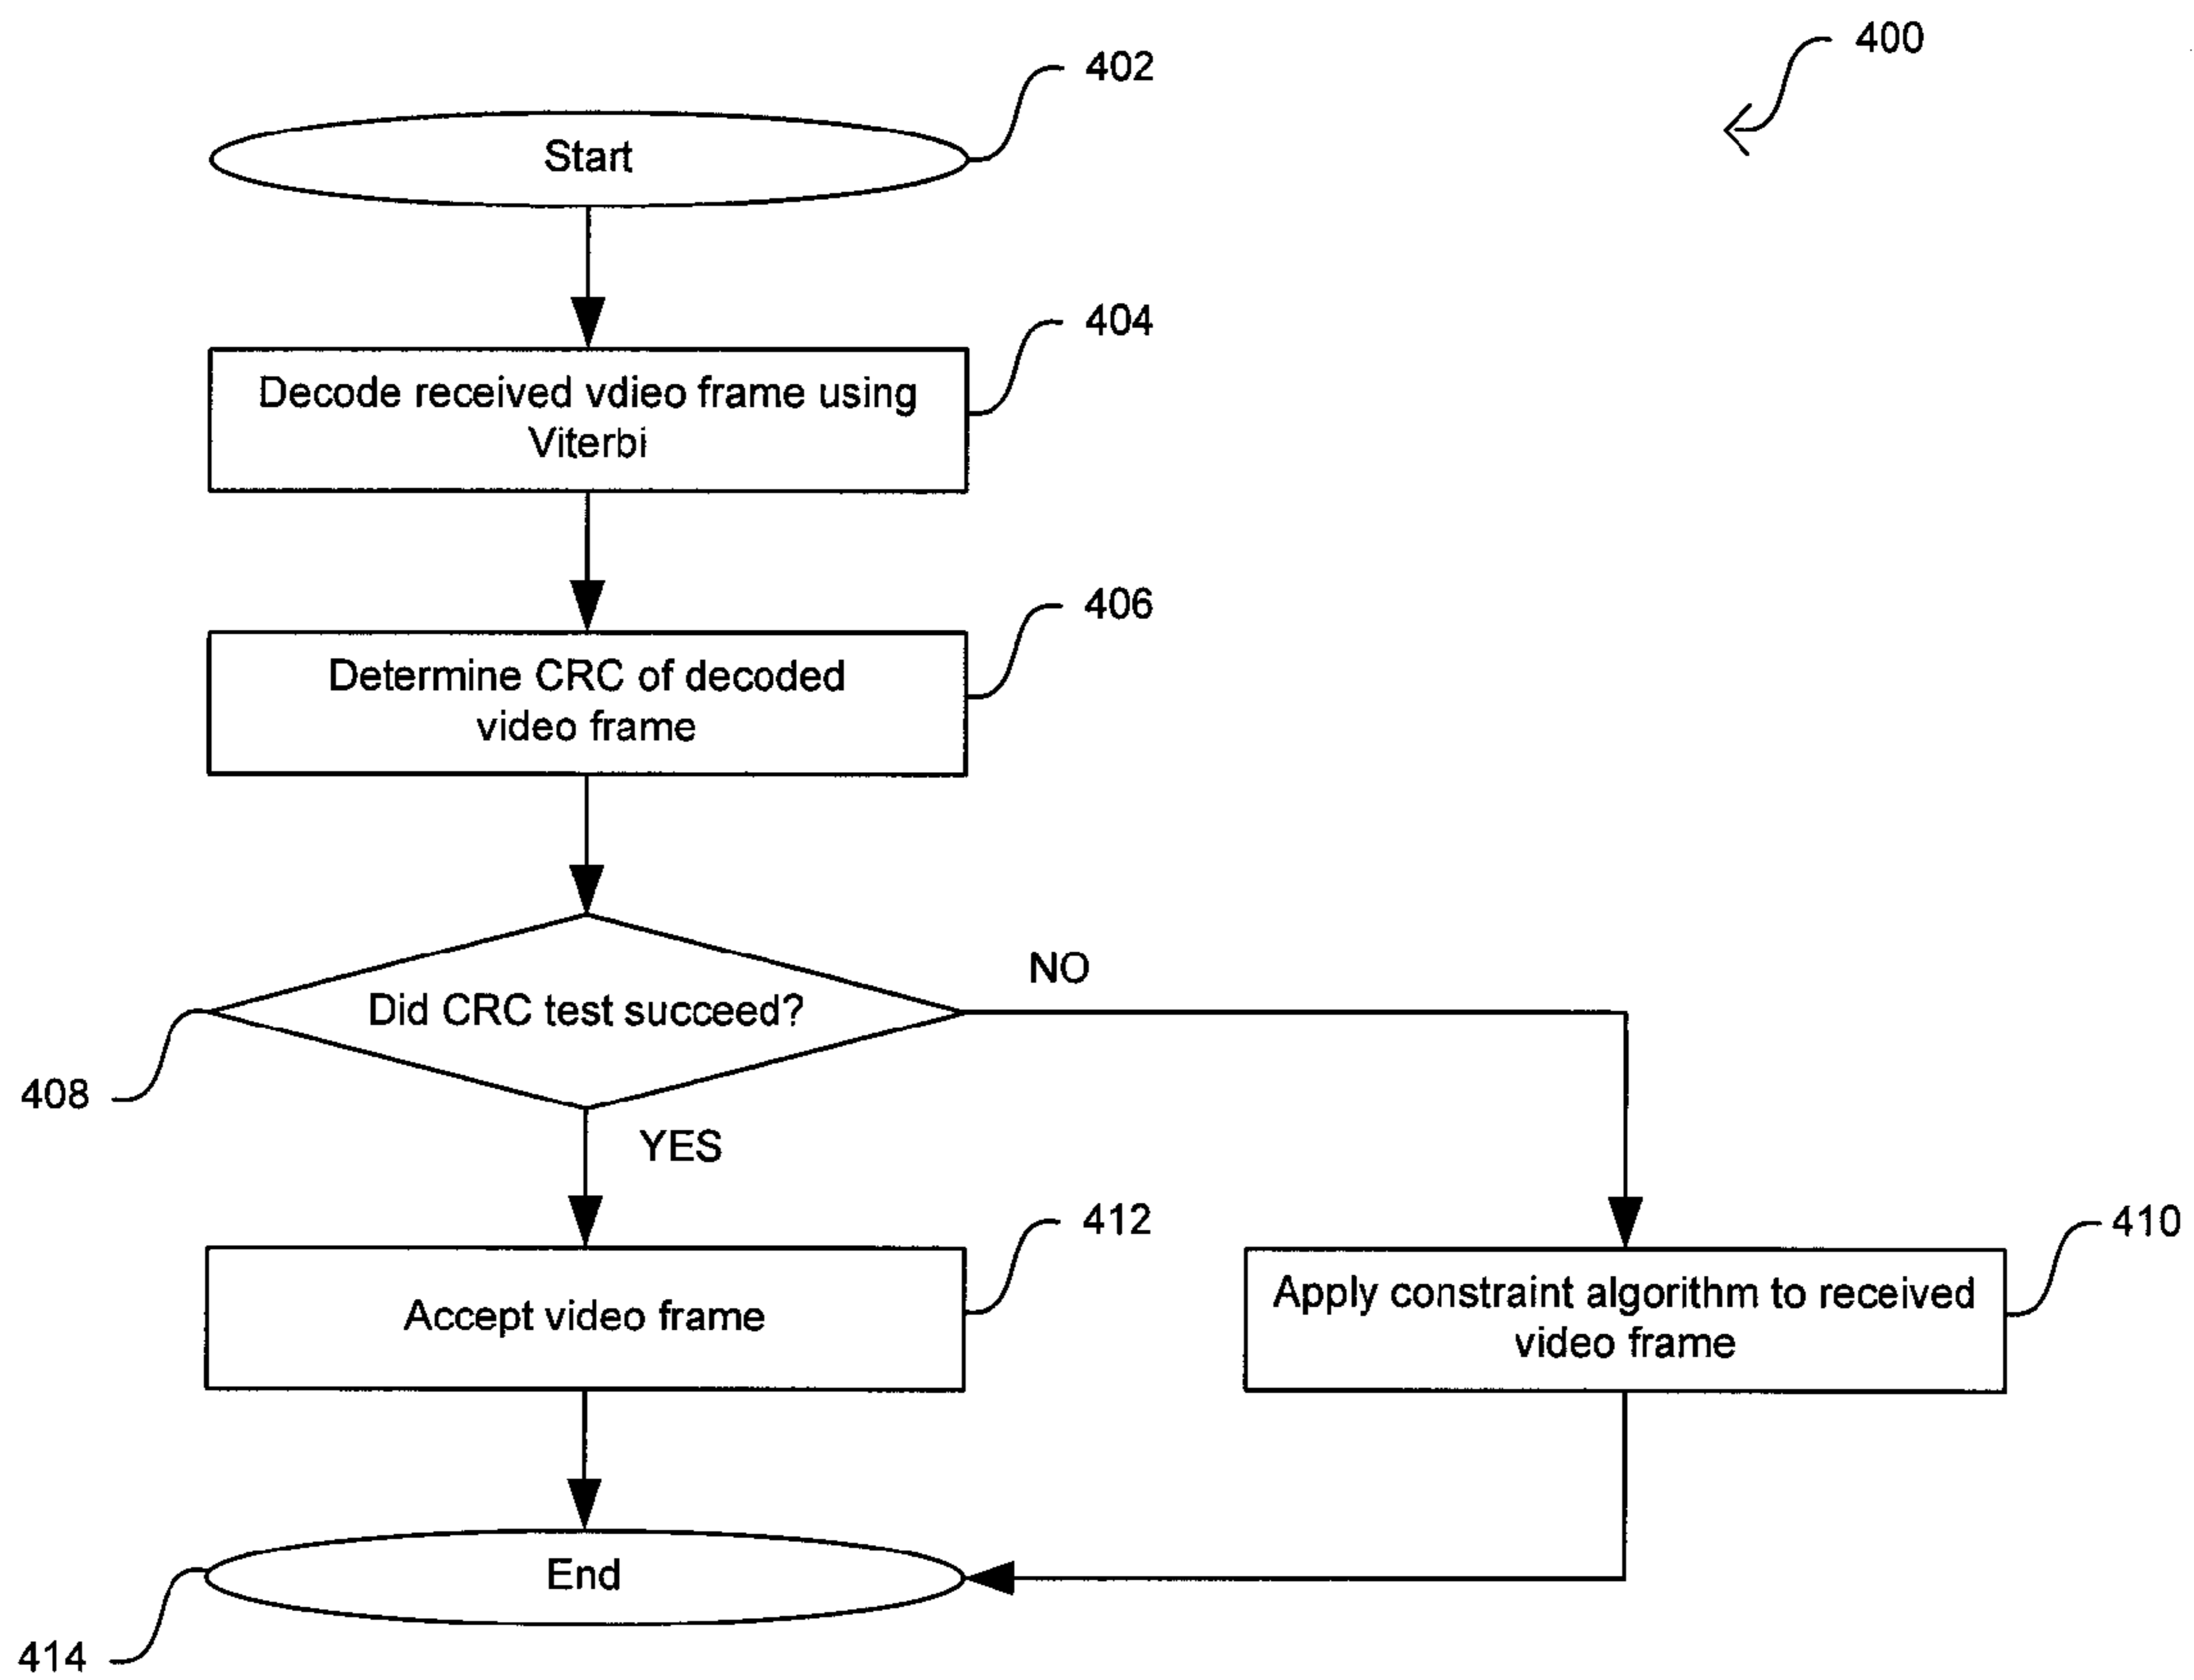 400
402
Start
404
Decode received vdieo frame using
Viterbi
406
Determine CRC of decoded
video frame
NO
Did CRC test succeed?
408
YES
412
410
Accept video frame
Apply constraint algorithm to received
video frame
End
414